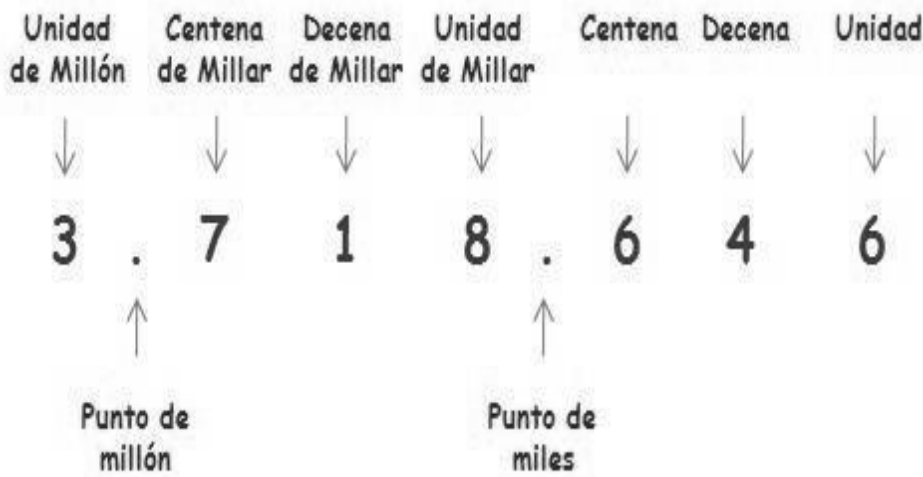 Unidad Centena Decena Unidad Centena Decena Unidad
de Millón de Millar de Millar de Millar
3 . 7 1 8 . 6 4 6
Punto de Punto de
millón miles